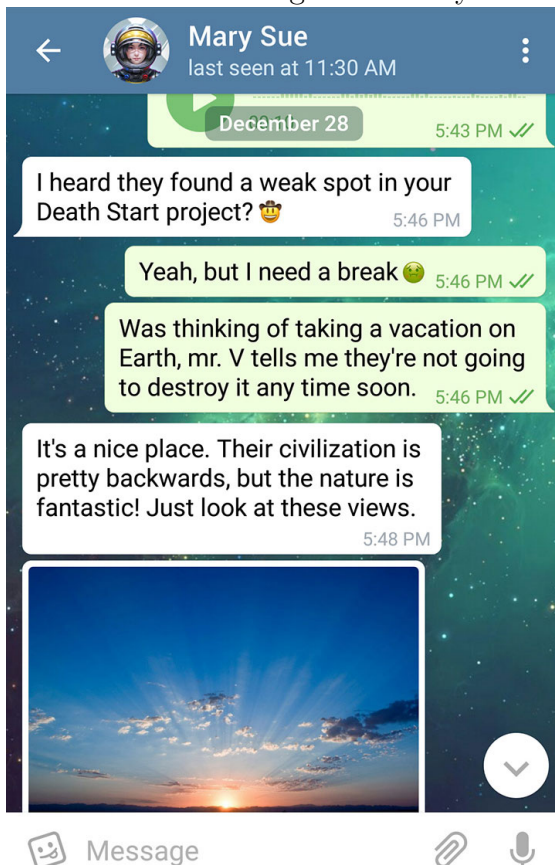 Mary Sue
last seen at 11:30 AM
December 28
5:43 PM
I heard they found a weak spot in your
Death Start project? 🤠
5:46 PM
Yeah, but I need a break🤢
5:46 PM
Was thinking of taking a vacation on
Earth, mr. V tells me they're not going
to destroy it any time soon.
5:46 PM
It's a nice place. Their civilization is
pretty backwards, but the nature is
fantastic! Just look at these views.
5:48 PM
Message